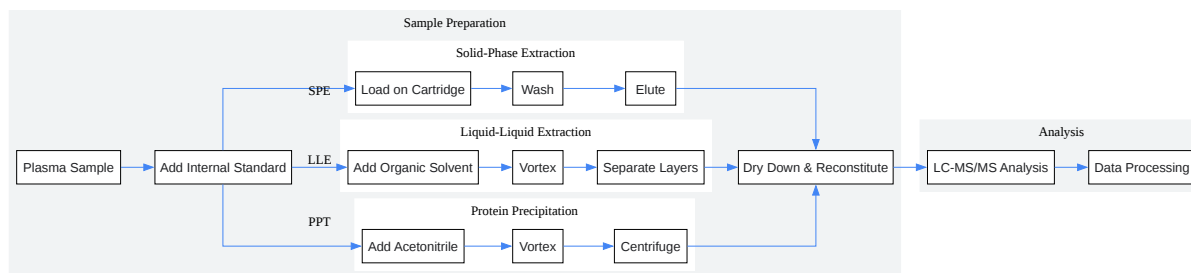 Sample Preparation
Solid-Phase Extraction
SPE
Load on Cartridge
Wash
Elute
Liquid-Liquid Extraction
Analysis
Plasma Sample
Add Internal Standard
LLE
Add Organic Solvent
Vortex
Separate Layers
Dry Down & Reconstitute
LC-MS/MS Analysis
Data Processing
Protein Precipitation
PPT
Add Acetonitrile
Vortex
Centrifuge